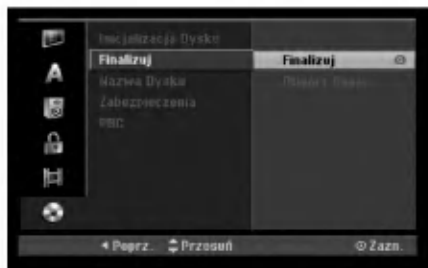 Inicjalizacja Dysku
Finalizuj
Finalizuj
Nazwa Dysku
Zabezpieczenia
PBC
A
Poprz. Przesuń Zazn.